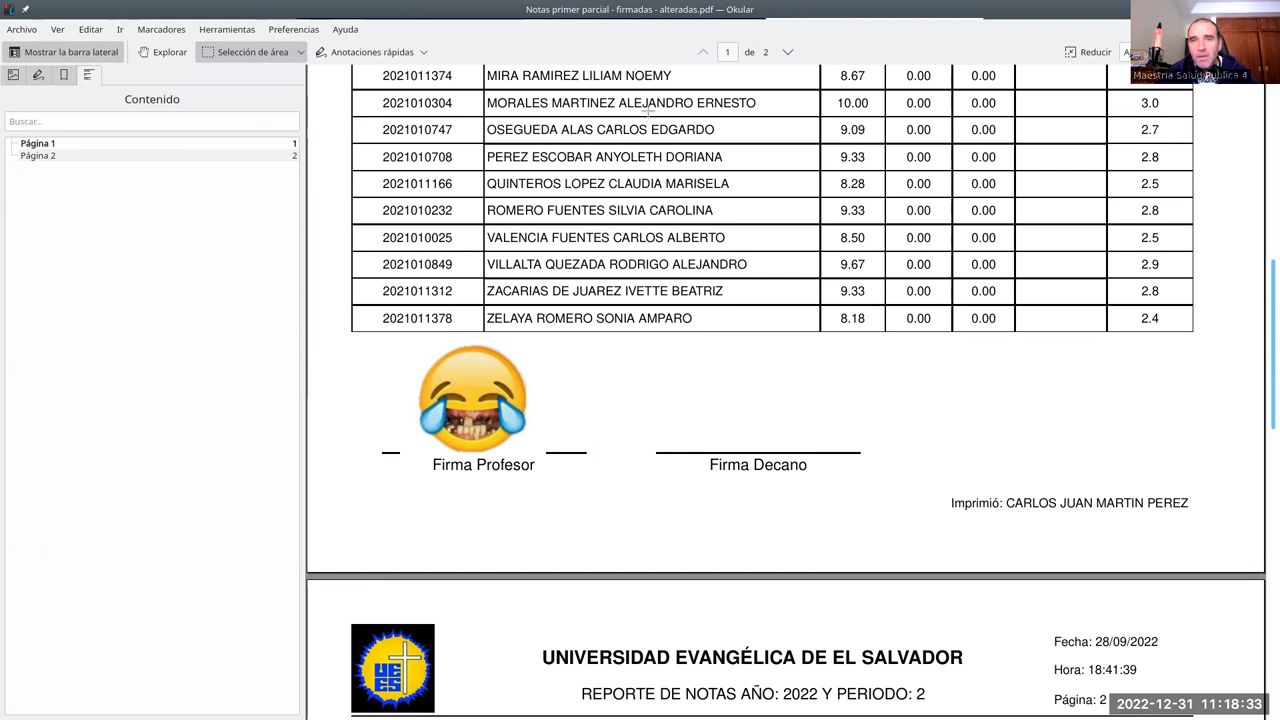 Notas primer parcial - firmadas - alteradas.pdf — Okular
Archivo Ver Editar Ir Marcadores Herramientas Preferencias Ayuda
Mostrar la barra lateral Explorar Selección de área Anotaciones rápidas 1 de 2 Reducir
Maestria Salud Publica 4
Contenido
Buscar...
Página 1 1
Página 2 2
2021011374 MIRA RAMIREZ LILIAM NOEMY 8.67 0.00 0.00
2021010304 MORALES MARTINEZ ALEJANDRO ERNESTO 10.00 0.00 0.00 3.0
2021010747 OSEGUEDA ALAS CARLOS EDGARDO 9.09 0.00 0.00 2.7
2021010708 PEREZ ESCOBAR ANYOLETH DORIANA 9.33 0.00 0.00 2.8
2021011166 QUINTEROS LOPEZ CLAUDIA MARISELA 8.28 0.00 0.00 2.5
2021010232 ROMERO FUENTES SILVIA CAROLINA 9.33 0.00 0.00 2.8
2021010025 VALENCIA FUENTES CARLOS ALBERTO 8.50 0.00 0.00 2.5
2021010849 VILLALTA QUEZADA RODRIGO ALEJANDRO 9.67 0.00 0.00 2.9
2021011312 ZACARIAS DE JUAREZ IVETTE BEATRIZ 9.33 0.00 0.00 2.8
2021011378 ZELAYA ROMERO SONIA AMPARO 8.18 0.00 0.00 2.4
Firma Profesor Firma Decano
Imprimió: CARLOS JUAN MARTIN PEREZ
UEES
UNIVERSIDAD EVANGÉLICA DE EL SALVADOR
REPORTE DE NOTAS AÑO: 2022 Y PERIODO: 2
Fecha: 28/09/2022
Hora: 18:41:39
Página: 2
2022-12-31 11:18:33